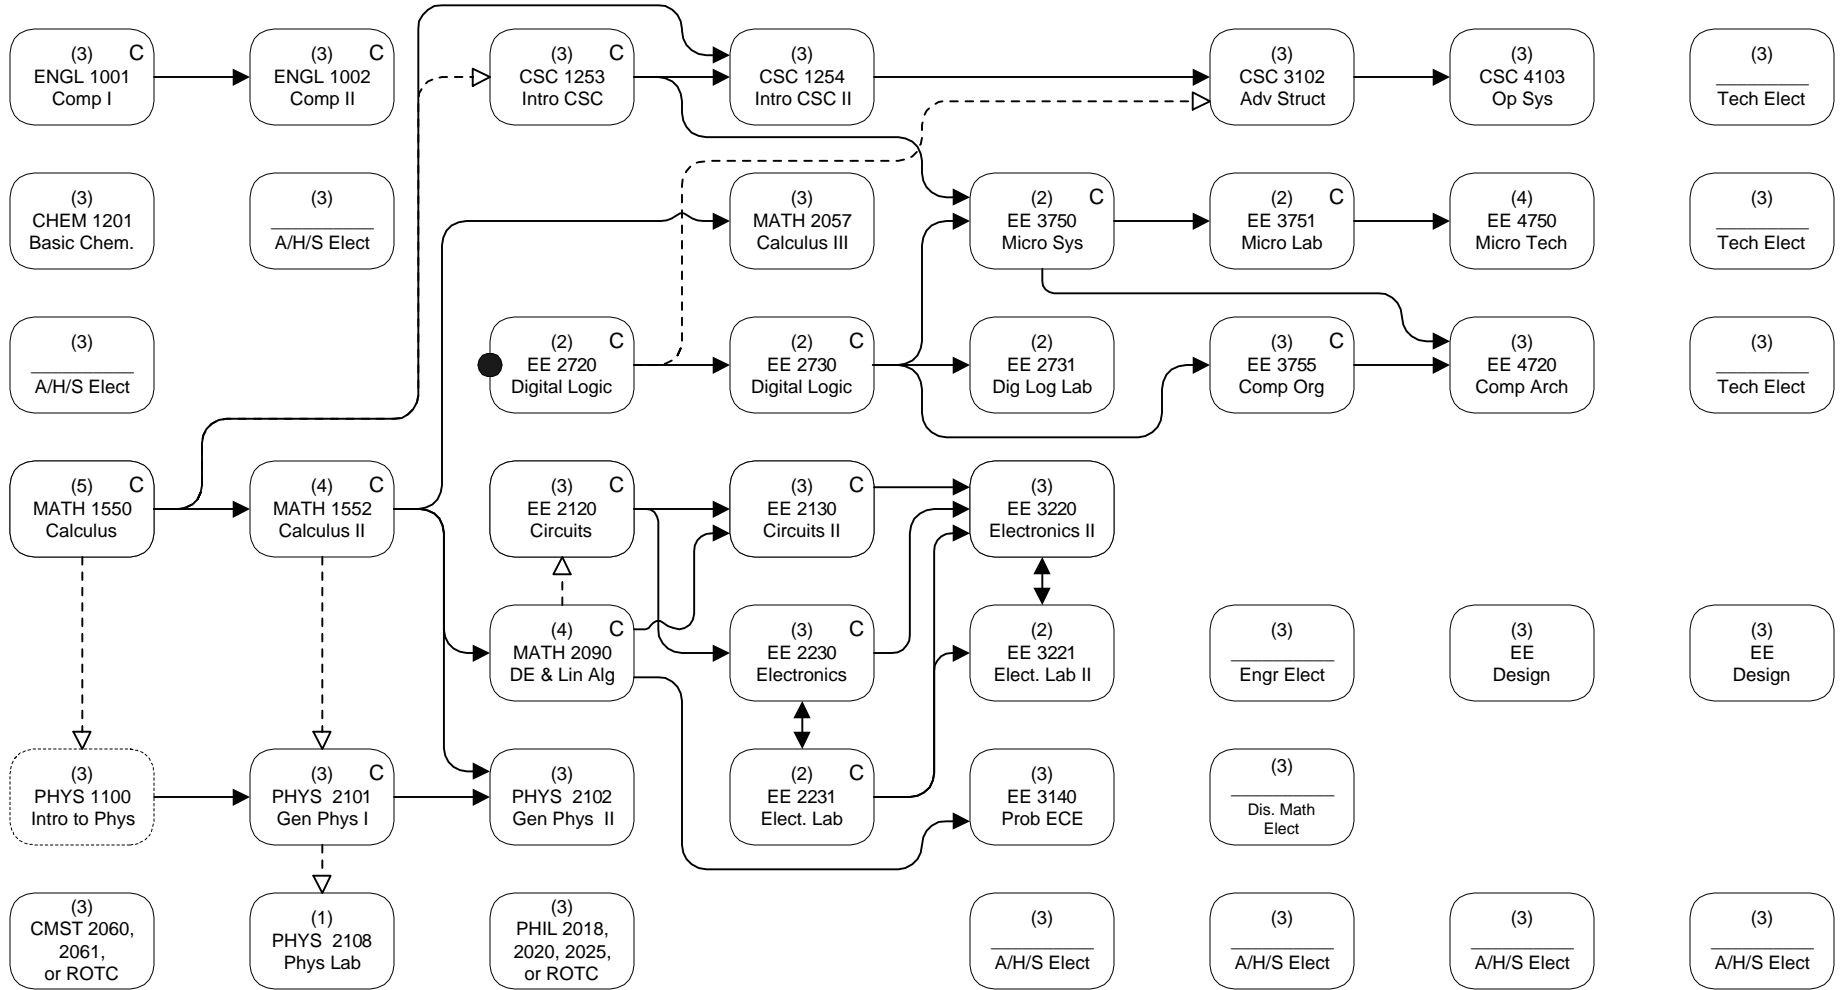 (3) C
ENGL 1001
Comp I
(3) C
ENGL 1002
Comp II
(3) C
CSC 1253
Intro CSC
(3)
CSC 1254
Intro CSC II
(3)
CSC 3102
Adv Struct
(3)
CSC 4103
Op Sys
(3)
Tech Elect
(3)
CHEM 1201
Basic Chem.
(3)
A/H/S Elect
(3)
MATH 2057
Calculus III
(2) C
EE 3750
Micro Sys
(2) C
EE 3751
Micro Lab
(4)
EE 4750
Micro Tech
(3)
Tech Elect
(3)
A/H/S Elect
(2) C
EE 2720
Digital Logic
(2) C
EE 2730
Digital Logic
(2)
EE 2731
Dig Log Lab
(3) C
EE 3755
Comp Org
(3)
EE 4720
Comp Arch
(3)
Tech Elect
(5) C
MATH 1550
Calculus
(4) C
MATH 1552
Calculus II
(3) C
EE 2120
Circuits
(3) C
EE 2130
Circuits II
(3)
EE 3220
Electronics II
(4) C
MATH 2090
DE & Lin Alg
(3) C
EE 2230
Electronics
(2)
EE 3221
Elect. Lab II
(3)
Engr Elect
(3)
EE
Design
(3)
EE
Design
(3)
PHYS 1100
Intro to Phys
(3) C
PHYS 2101
Gen Phys I
(3)
PHYS 2102
Gen Phys II
(2) C
EE 2231
Elect. Lab
(3)
EE 3140
Prob ECE
(3)
Dis. Math
Elect
(3)
CMST 2060,
2061,
or ROTC
(1)
PHYS 2108
Phys Lab
(3)
PHIL 2018,
2020, 2025,
or ROTC
(3)
A/H/S Elect
(3)
A/H/S Elect
(3)
A/H/S Elect
(3)
A/H/S Elect